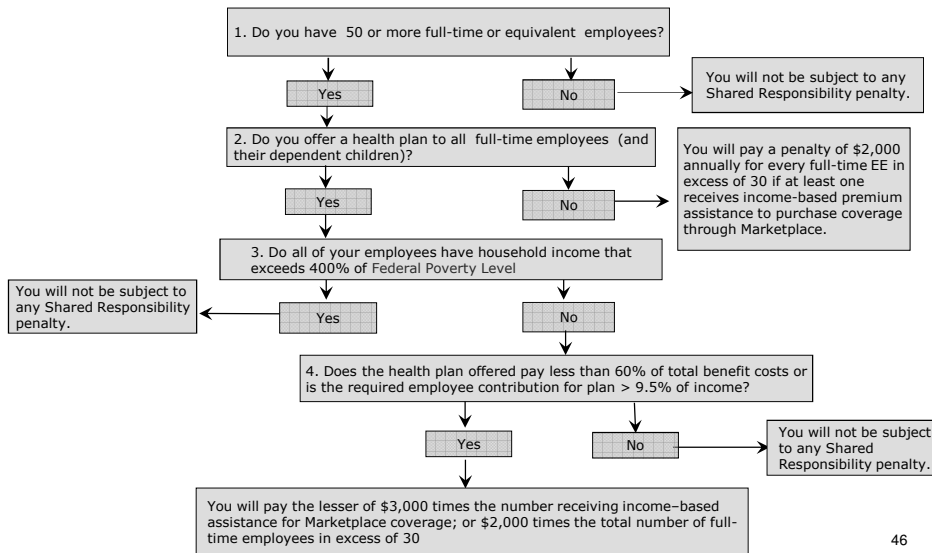 1. Do you have 50 or more full-time or equivalent employees?
Yes
No
You will not be subject to any
Shared Responsibility penalty.
2. Do you offer a health plan to all full-time employees (and
their dependent children)?
Yes
No
You will pay a penalty of $2,000
annually for every full-time EE in
excess of 30 if at least one
receives income-based premium
assistance to purchase coverage
through Marketplace.
3. Do all of your employees have household income that
exceeds 400% of Federal Poverty Level
Yes
No
You will not be subject to
any Shared Responsibility
penalty.
4. Does the health plan offered pay less than 60% of total benefit costs or
is the required employee contribution for plan > 9.5% of income?
Yes
No
You will not be subject
to any Shared
Responsibility penalty.
You will pay the lesser of $3,000 times the number receiving income–based
assistance for Marketplace coverage; or $2,000 times the total number of full-
time employees in excess of 30
46